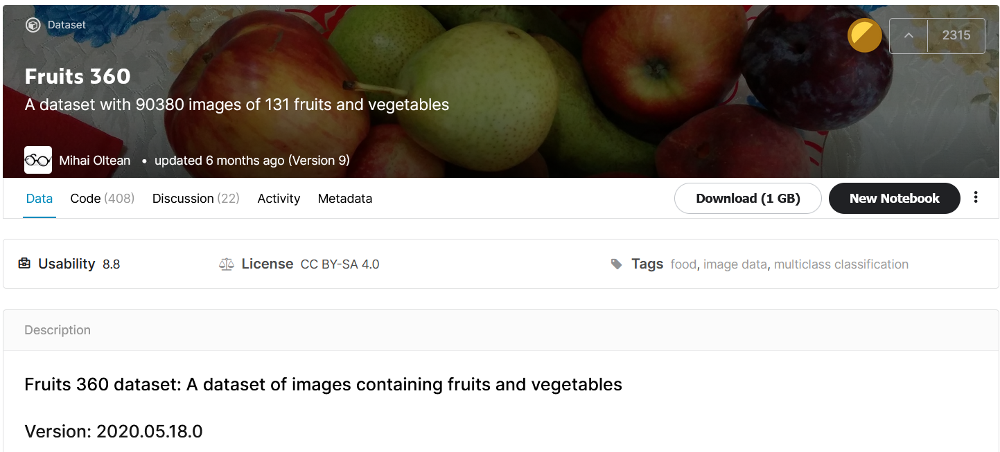 Dataset
2315
Fruits 360
A dataset with 90380 images of 131 fruits and vegetables
Mihai Oltean • updated 6 months ago (Version 9)
Data Code (408) Discussion (22) Activity Metadata Download (1 GB) New Notebook
Usability 8.8 License CC BY-SA 4.0 Tags food, image data, multiclass classification
Description
Fruits 360 dataset: A dataset of images containing fruits and vegetables
Version: 2020.05.18.0